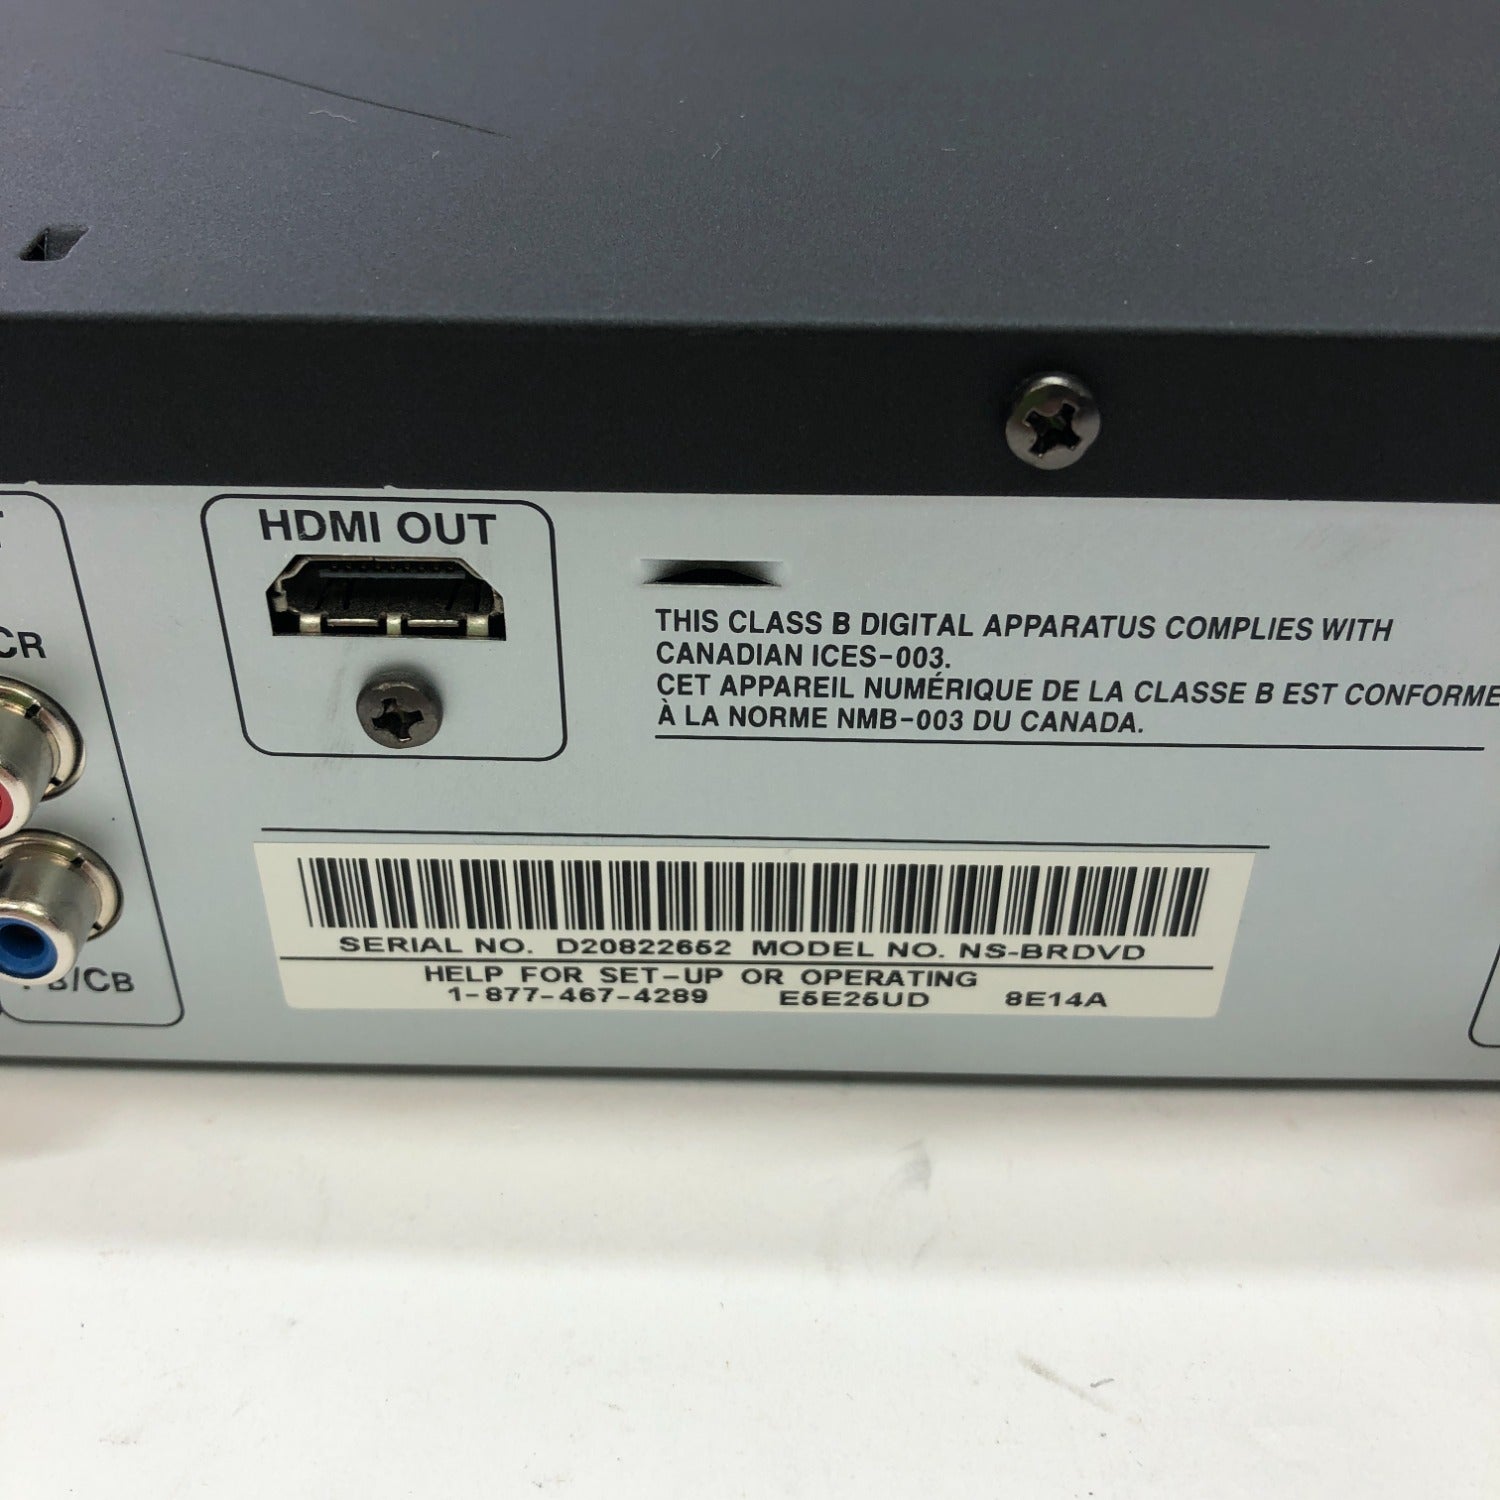 HDMI OUT
CR
THIS CLASS B DIGITAL APPARATUS COMPLIES WITH
CANADIAN ICES-003.
CET APPAREIL NUMÉRIQUE DE LA CLASSE B EST CONFORME
À LA NORME NMB-003 DU CANADA.
SERIAL NO. D20822652 MODEL NO. NS-BRDVD
HELP FOR SET-UP OR OPERATING
1-877-467-4289 E5E25UD 8E14A
PB/CB